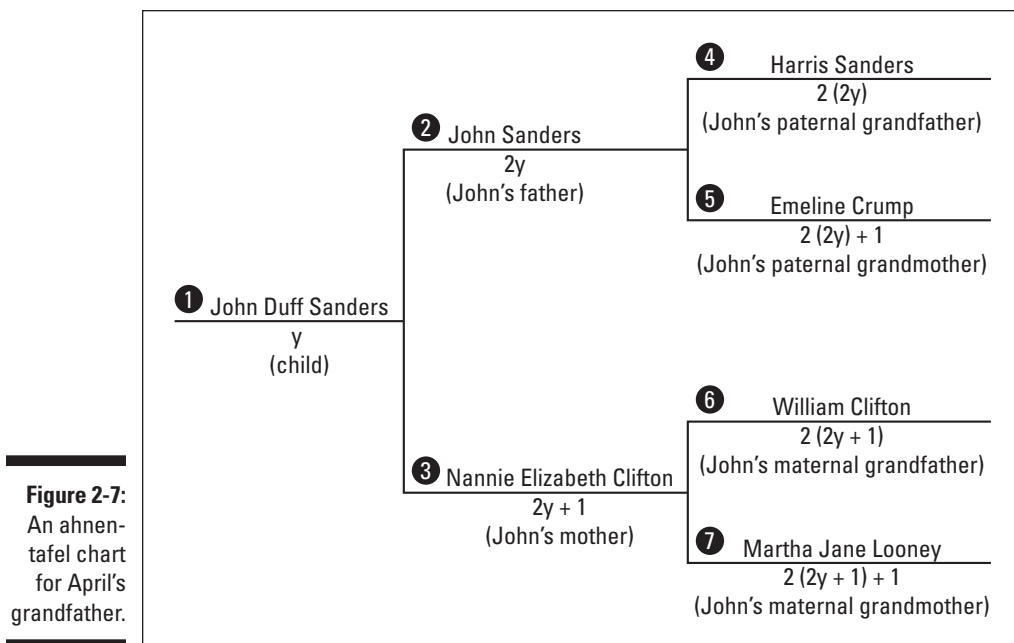 4 Harris Sanders
2 (2y)
(John's paternal grandfather)
2 John Sanders
2y
(John's father)
5 Emeline Crump
2 (2y) + 1
(John's paternal grandmother)
1 John Duff Sanders
y
(child)
6 William Clifton
2 (2y + 1)
(John's maternal grandfather)
3 Nannie Elizabeth Clifton
2y + 1
(John's mother)
7 Martha Jane Looney
2 (2y + 1) + 1
(John's maternal grandmother)
Figure 2-7:
An ahnen-
tafel chart
for April's
grandfather.